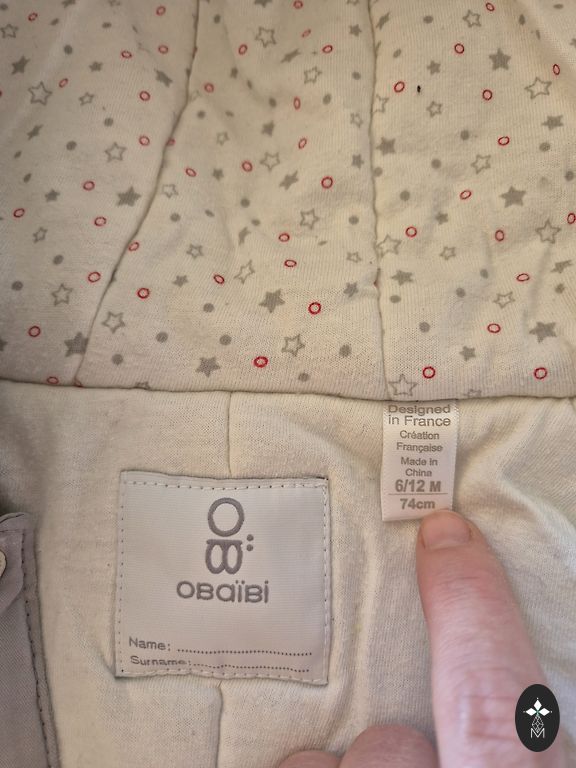 Designed
in France
Création
Française
Made in
China
6/12 M
74cm
OBaïBi
Name:
Surname:
M